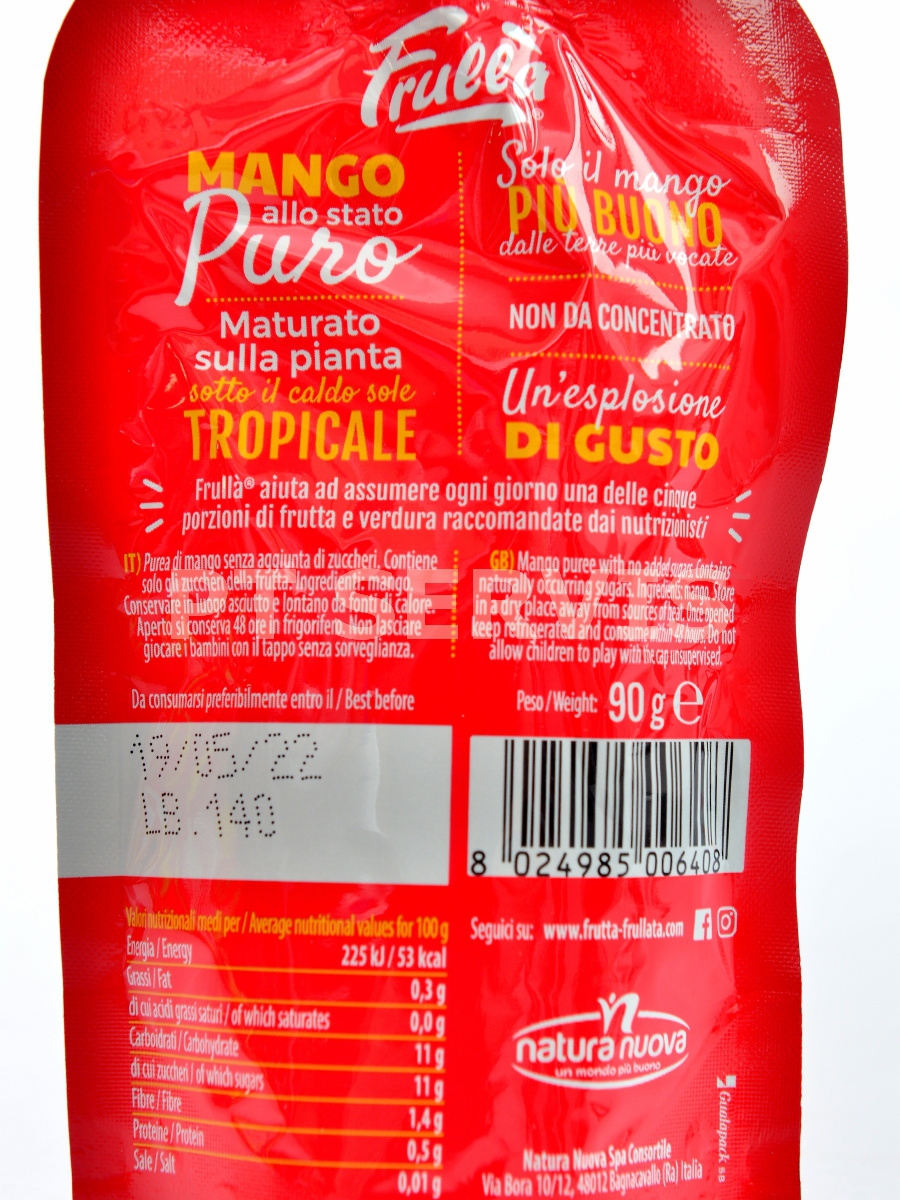 Frullà®
MANGO
allo stato
Puro
Maturato
sulla pianta
sotto il caldo sole
TROPICALE
Solo il mango
PIÙ BUONO
dalle terre più vocate
NON DA CONCENTRATO
Un'esplosione
DI GUSTO
Frullà® aiuta ad assumere ogni giorno una delle cinque
porzioni di frutta e verdura raccomandate dai nutrizionisti
IT) Purea di mango senza aggiunta di zuccheri. Contiene
solo gli zuccheri della frutta. Ingredienti: mango.
Conservare in luogo asciutto e lontano da fonti di calore.
Aperto si conserva 48 ore in frigorifero. Non lasciare
giocare i bambini con il tappo senza sorveglianza.
GB) Mango puree with no added sugars. Contains
naturally occurring sugars. Ingredients: mango. Store
in a dry place away from sources of heat. Once opened
keep refrigerated and consume within 48 hours. Do not
allow children to play with the cap unsupervised.
PT SERVIS
Da consumarsi preferibilmente entro il / Best before
19/05/22
LB.140
Peso / Weight: 90 g e
8 024985 006408
Valori nutrizionali medi per / Average nutritional values for 100 g
Energia / Energy 225 kJ / 53 kcal
Grassi / Fat 0,3 g
di cui acidi grassi saturi / of which saturates 0,0 g
Carboidrati / Carbohydrate 11 g
di cui zuccheri / of which sugars 11 g
Fibre / Fibre 1,4 g
Proteine / Protein 0,5 g
Sale / Salt 0,01 g
Seguici su: www.frutta-frullata.com
natura nuova
un mondo più buono
Gualapack 58
Natura Nuova Spa Consortile
Via Bora 10/12, 48012 Bagnacavallo (Ra) Italia